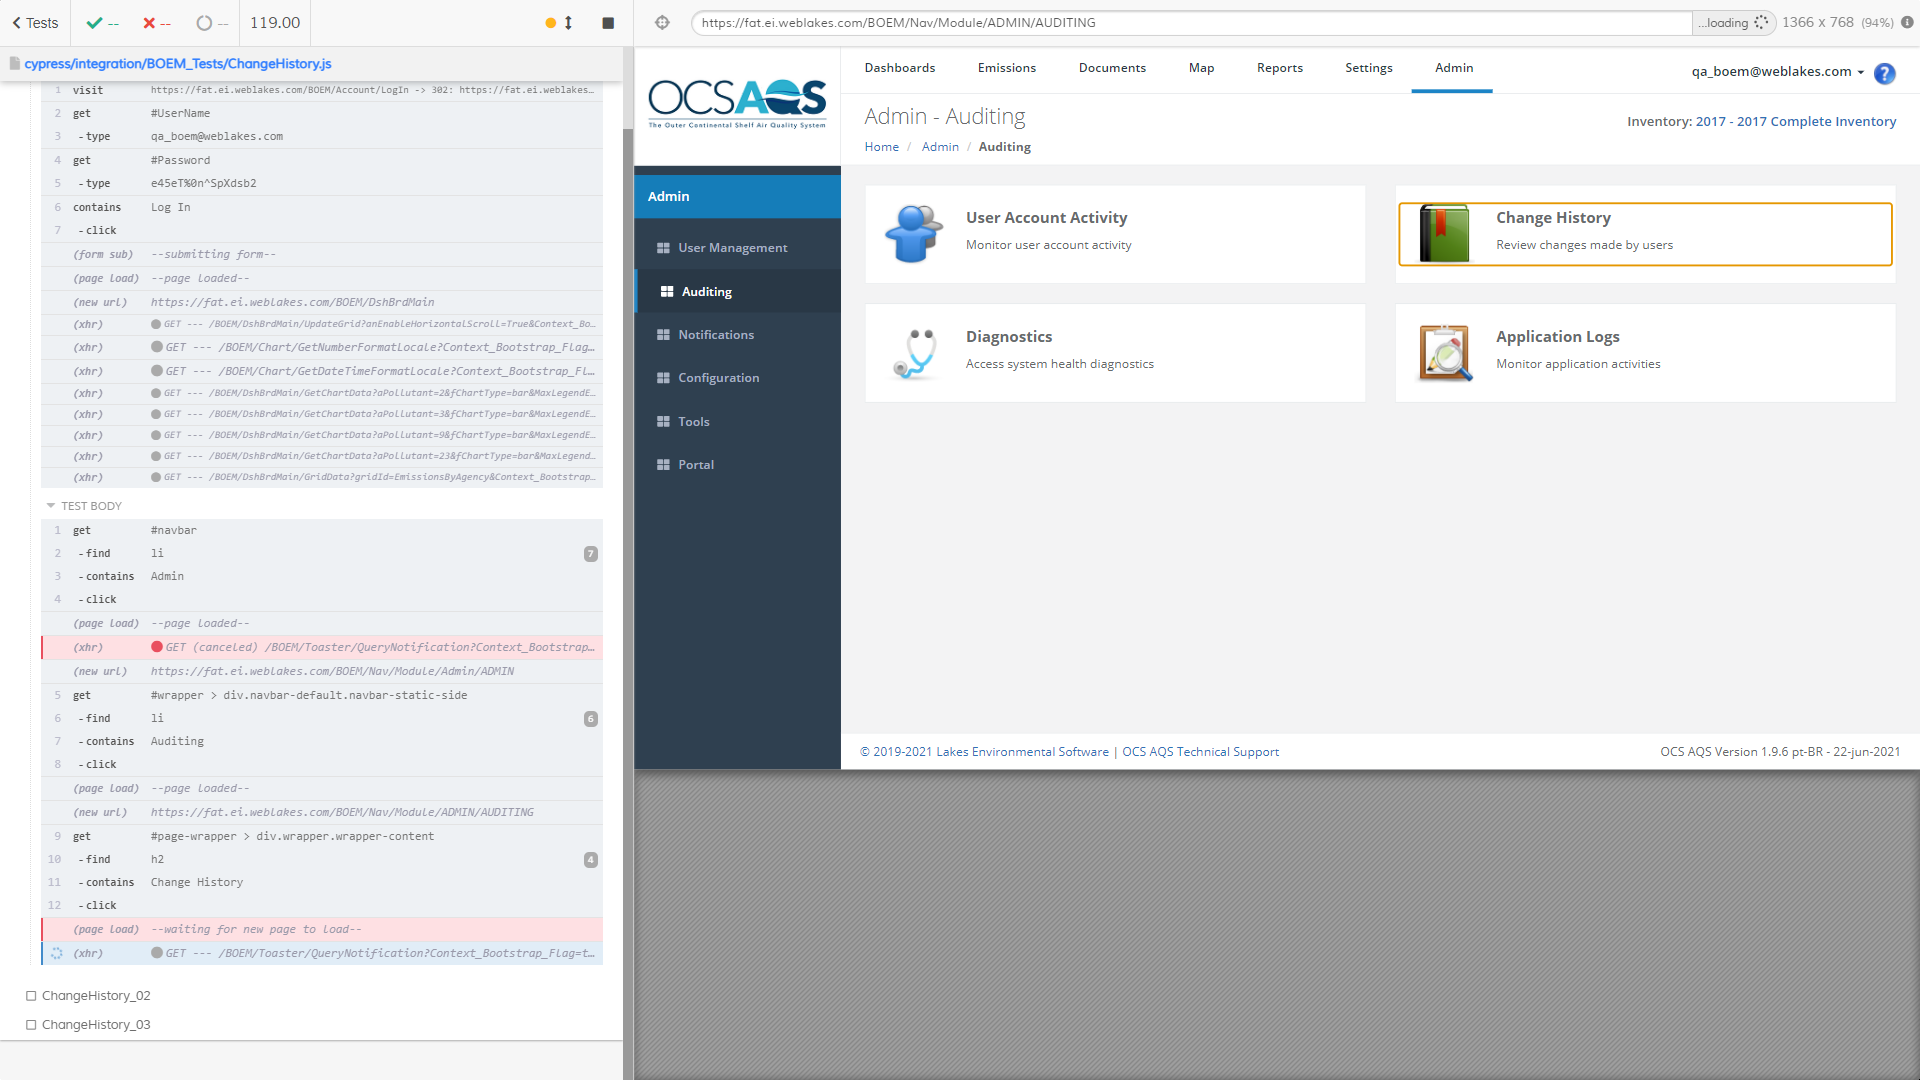 Tests
--
--
--
119.00
cypress/integration/BOEM_Tests/ChangeHistory.js
1 visit https://fat.ei.weblakes.com/BOEM/Account/LogIn -> 302: https://fat.ei.weblakes...
2 get #UserName
3 -type qa_boem@weblakes.com
4 get #Password
5 -type e45eT%0n^SpXdsb2
6 contains Log In
7 -click
(form sub) --submitting form--
(page load) --page loaded--
(new url) https://fat.ei.weblakes.com/BOEM/DshBrdMain
(xhr) GET --- /BOEM/DshBrdMain/UpdateGrid?anEnableHorizontalScroll=True&Context_Bo...
(xhr) GET --- /BOEM/Chart/GetNumberFormatLocale?Context_Bootstrap_Flag...
(xhr) GET --- /BOEM/Chart/GetDateTimeFormatLocale?Context_Bootstrap_Fl...
(xhr) GET --- /BOEM/DshBrdMain/GetChartData?aPollutant=2&fChartType=bar&MaxLegendE...
(xhr) GET --- /BOEM/DshBrdMain/GetChartData?aPollutant=3&fChartType=bar&MaxLegendE...
(xhr) GET --- /BOEM/DshBrdMain/GetChartData?aPollutant=9&fChartType=bar&MaxLegendE...
(xhr) GET --- /BOEM/DshBrdMain/GetChartData?aPollutant=23&fChartType=bar&MaxLegend...
(xhr) GET --- /BOEM/DshBrdMain/GridData?gridId=EmissionsByAgency&Context_Bootstrap...
TEST BODY
1 get #navbar
2 -find li 7
3 -contains Admin
4 -click
(page load) --page loaded--
(xhr) GET (canceled) /BOEM/Toaster/QueryNotification?Context_Bootstrap...
(new url) https://fat.ei.weblakes.com/BOEM/Nav/Module/Admin/ADMIN
5 get #wrapper > div.navbar-default.navbar-static-side
6 -find li 6
7 -contains Auditing
8 -click
(page load) --page loaded--
(new url) https://fat.ei.weblakes.com/BOEM/Nav/Module/ADMIN/AUDITING
9 get #page-wrapper > div.wrapper.wrapper-content
10 -find h2 4
11 -contains Change History
12 -click
(page load) --waiting for new page to load--
(xhr) GET --- /BOEM/Toaster/QueryNotification?Context_Bootstrap_Flag=t...
ChangeHistory_02
ChangeHistory_03
https://fat.ei.weblakes.com/BOEM/Nav/Module/ADMIN/AUDITING
...loading
1366 x 768 (94%)
OCSAQS
The Outer Continental Shelf Air Quality System
Dashboards Emissions Documents Map Reports Settings Admin
qa_boem@weblakes.com
?
Admin - Auditing
Inventory: 2017 - 2017 Complete Inventory
Home / Admin / Auditing
Admin
User Management
Auditing
Notifications
Configuration
Tools
Portal
User Account Activity
Monitor user account activity
Change History
Review changes made by users
Diagnostics
Access system health diagnostics
Application Logs
Monitor application activities
© 2019-2021 Lakes Environmental Software | OCS AQS Technical Support
OCS AQS Version 1.9.6 pt-BR - 22-jun-2021